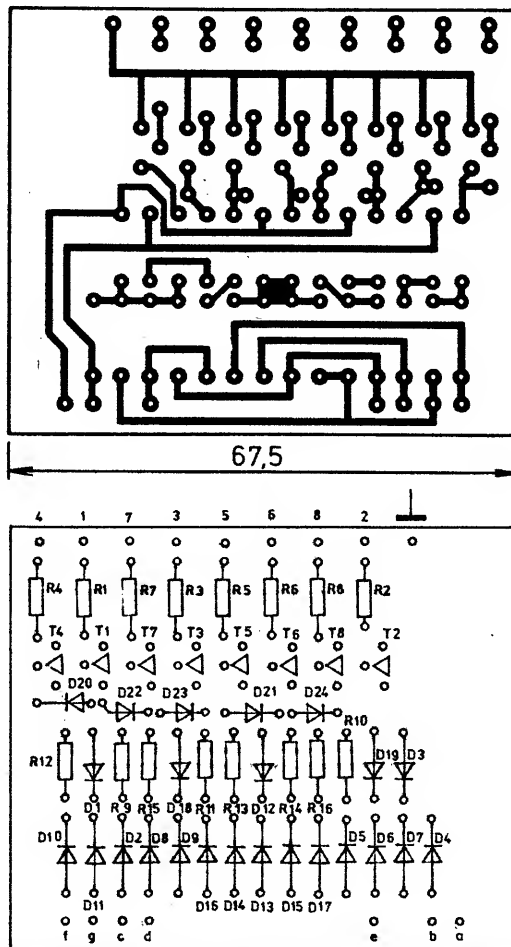 67,5
4 1 7 3 5 6 8 2
R4 R1 R7 R3 R5 R6 R8 R2
T4 T1 T7 T3 T5 T6 T8 T2
D20 D22 D23 D21 D24
R10
R12 D19 D3
D1 R9 R15 D18 R11 R13 D12 R14 R16
D10 D2 D8 D9 D5 D6 D7 D4
D11 D16 D14 D13 D15 D17
f g c d e b a